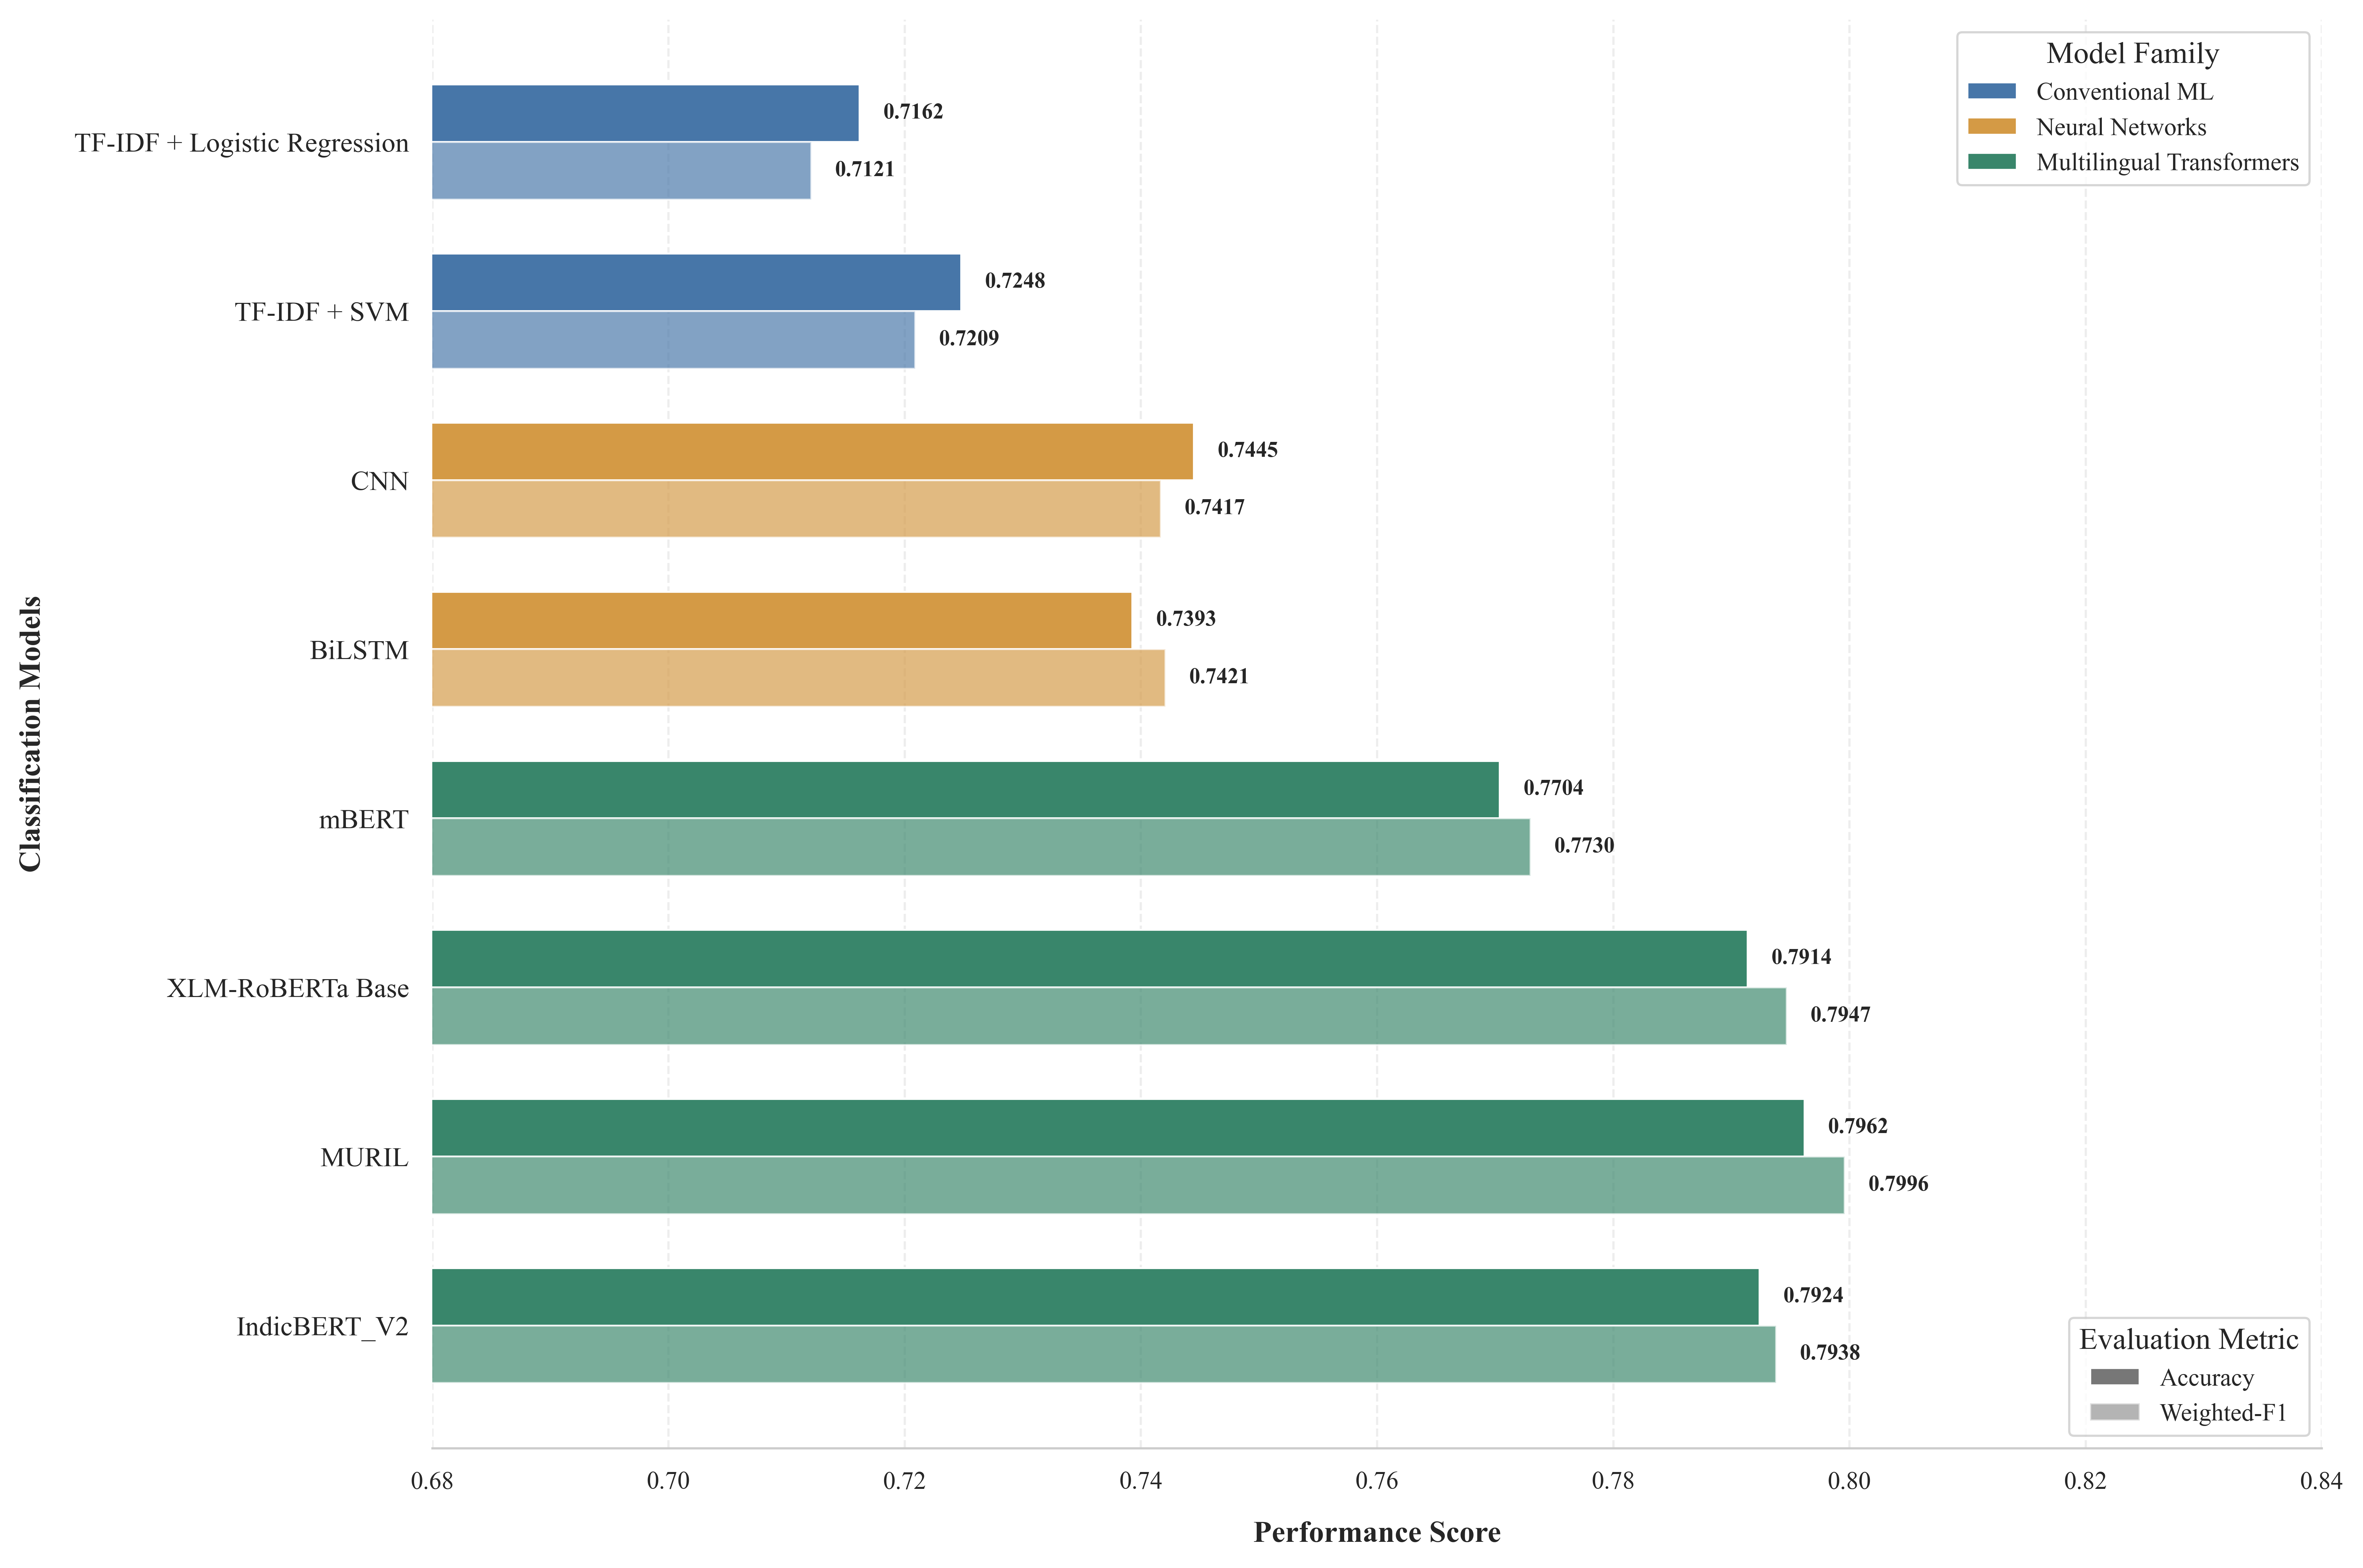 Model Family
Conventional ML
Neural Networks
Multilingual Transformers
Classification Models
TF-IDF + Logistic Regression
0.7162
0.7121
TF-IDF + SVM
0.7248
0.7209
CNN
0.7445
0.7417
BiLSTM
0.7393
0.7421
mBERT
0.7704
0.7730
XLM-RoBERTa Base
0.7914
0.7947
MURIL
0.7962
0.7996
IndicBERT_V2
0.7924
0.7938
Evaluation Metric
Accuracy
Weighted-F1
0.68 0.70 0.72 0.74 0.76 0.78 0.80 0.82 0.84
Performance Score